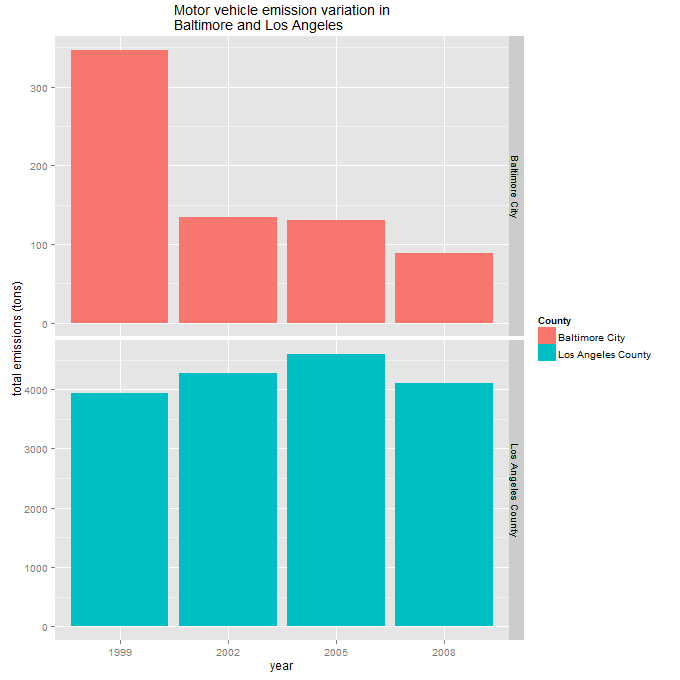 Motor vehicle emission variation in
Baltimore and Los Angeles
total emissions (tons)
300
200
100
0
Baltimore City
4000
3000
2000
1000
0
Los Angeles County
1999 2002 2005 2008
year
County
Baltimore City
Los Angeles County